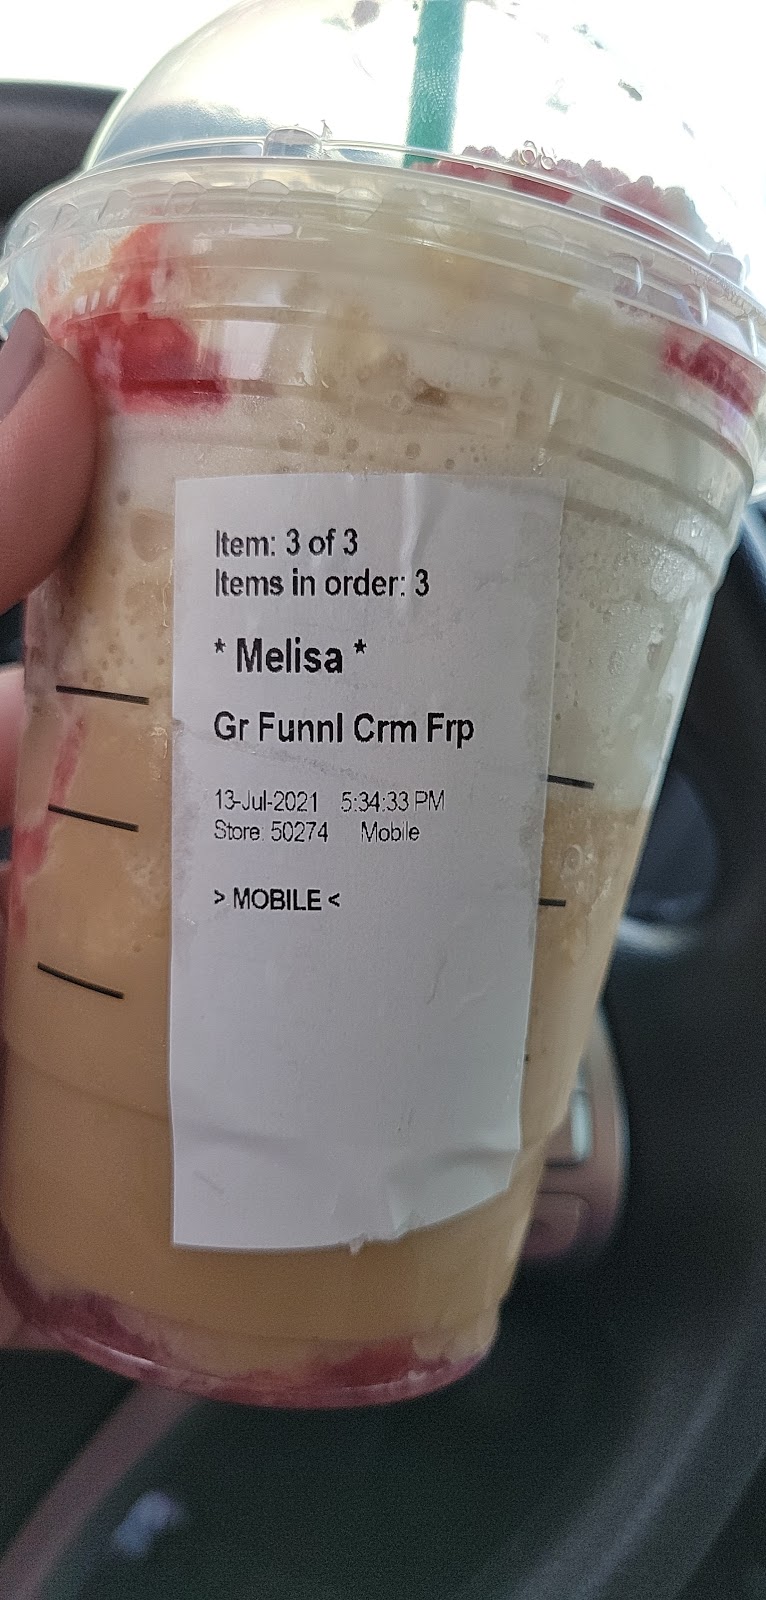 Item: 3 of 3
Items in order: 3
* Melisa *
Gr Funnl Crm Frp
13-Jul-2021 5:34:33 PM
Store: 50274 Mobile
> MOBILE <